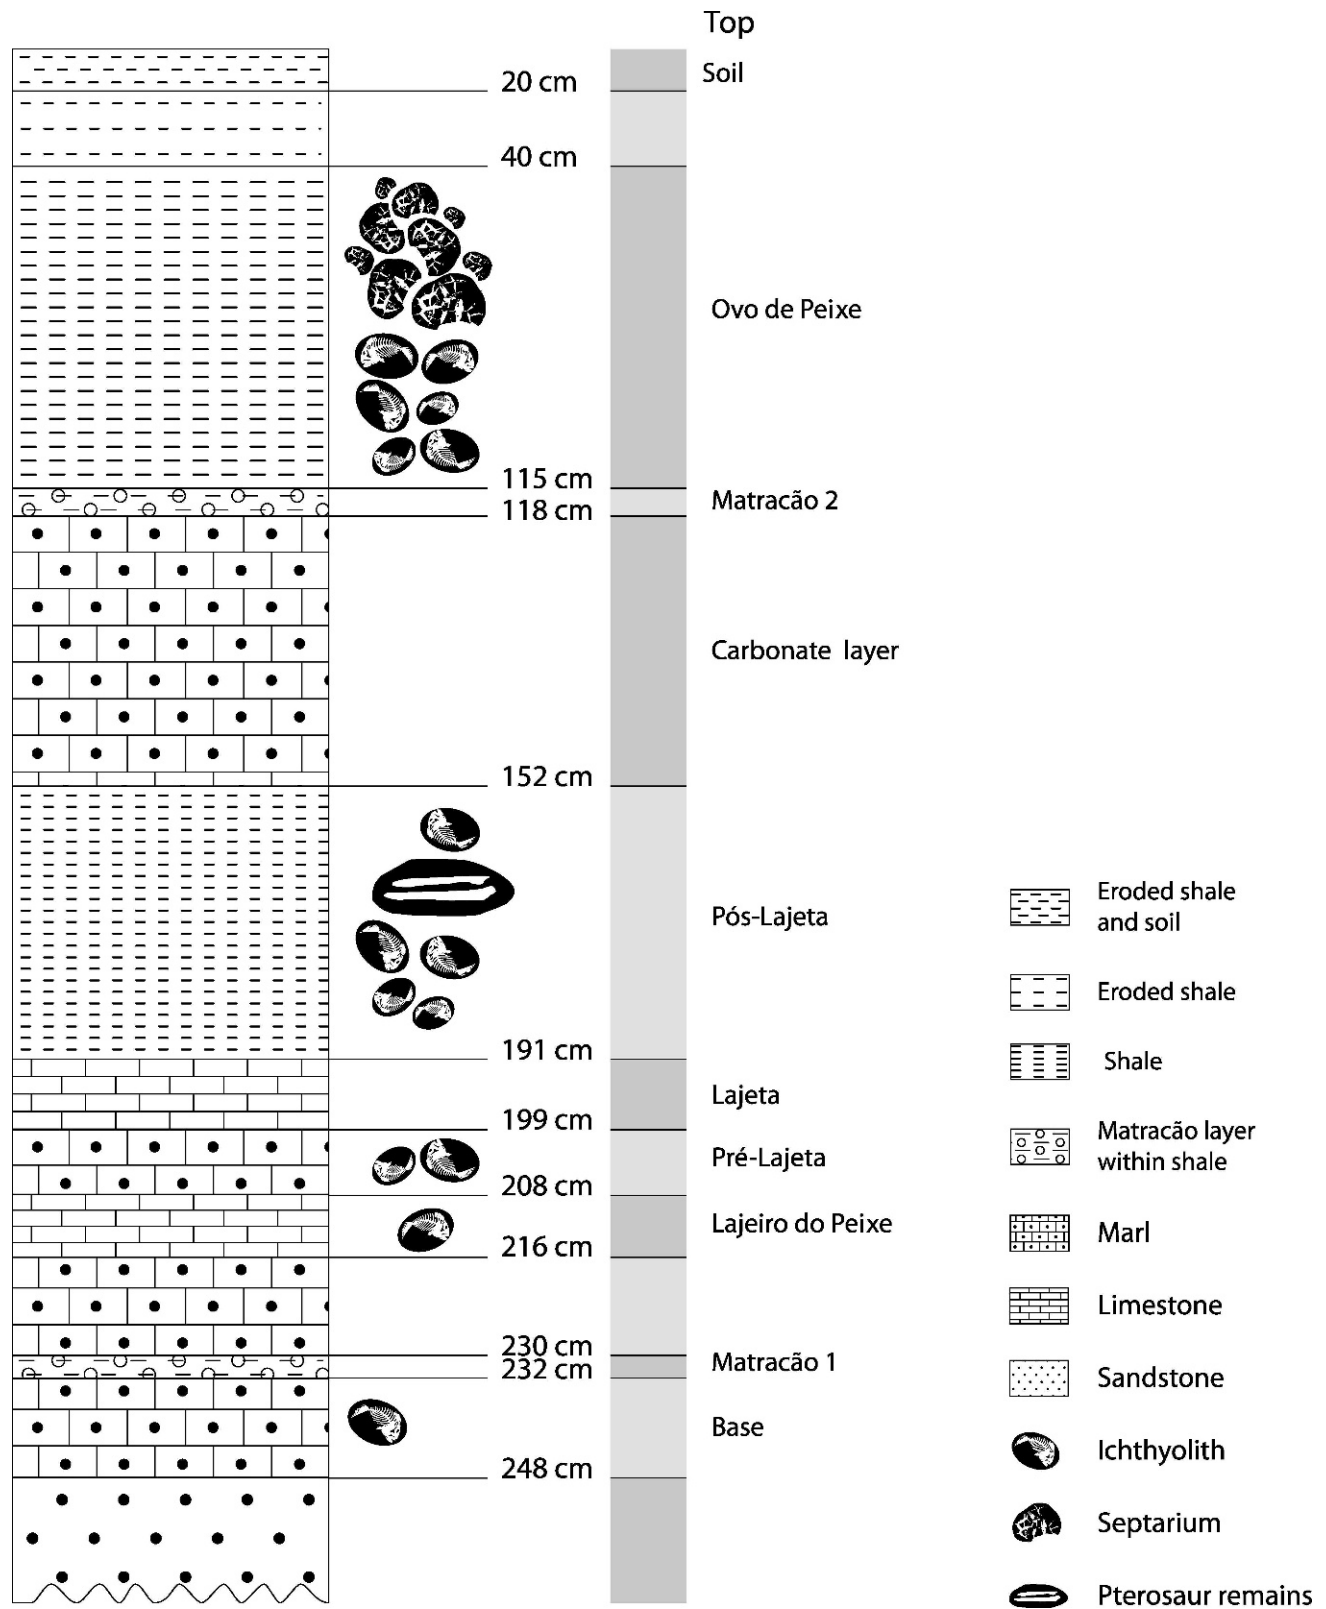 Top
Soil
20 cm
40 cm
Ovo de Peixe
115 cm
Matracão 2
118 cm
Carbonate layer
152 cm
Pós-Lajeta
191 cm
Lajeta
199 cm
Pré-Lajeta
208 cm
Lajeiro do Peixe
216 cm
230 cm
Matracão 1
232 cm
Base
248 cm
Eroded shale
and soil
Eroded shale
Shale
Matracão layer
within shale
Marl
Limestone
Sandstone
Ichthyolith
Septarium
Pterosaur remains